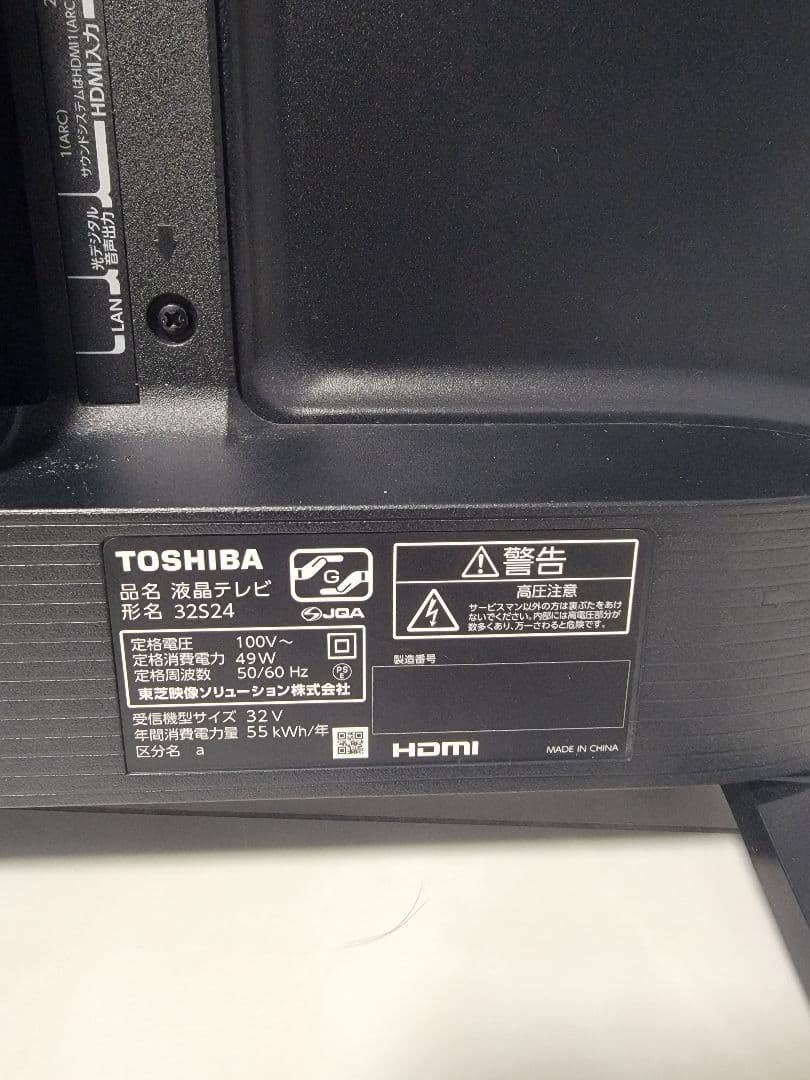 2
1(ARC)
サウンドシステムはHDMI1(ARC
HDMI入力
光デジタル
音声出力
LAN
TOSHIBA
品名 液晶テレビ
形名 32S24
G
JQA
定格電圧 100V～
定格消費電力 49W
定格周波数 50/60 Hz
PS
E
東芝映像ソリューション株式会社
受信機型サイズ 32 V
年間消費電力量 55 kWh/年
区分名 a
警告
高圧注意
サービスマン以外の方は裏ぶたをあけ
ないでください。内部には高電圧部分が
数多くあり、万一さわると危険です。
製造番号
HDMI
MADE IN CHINA